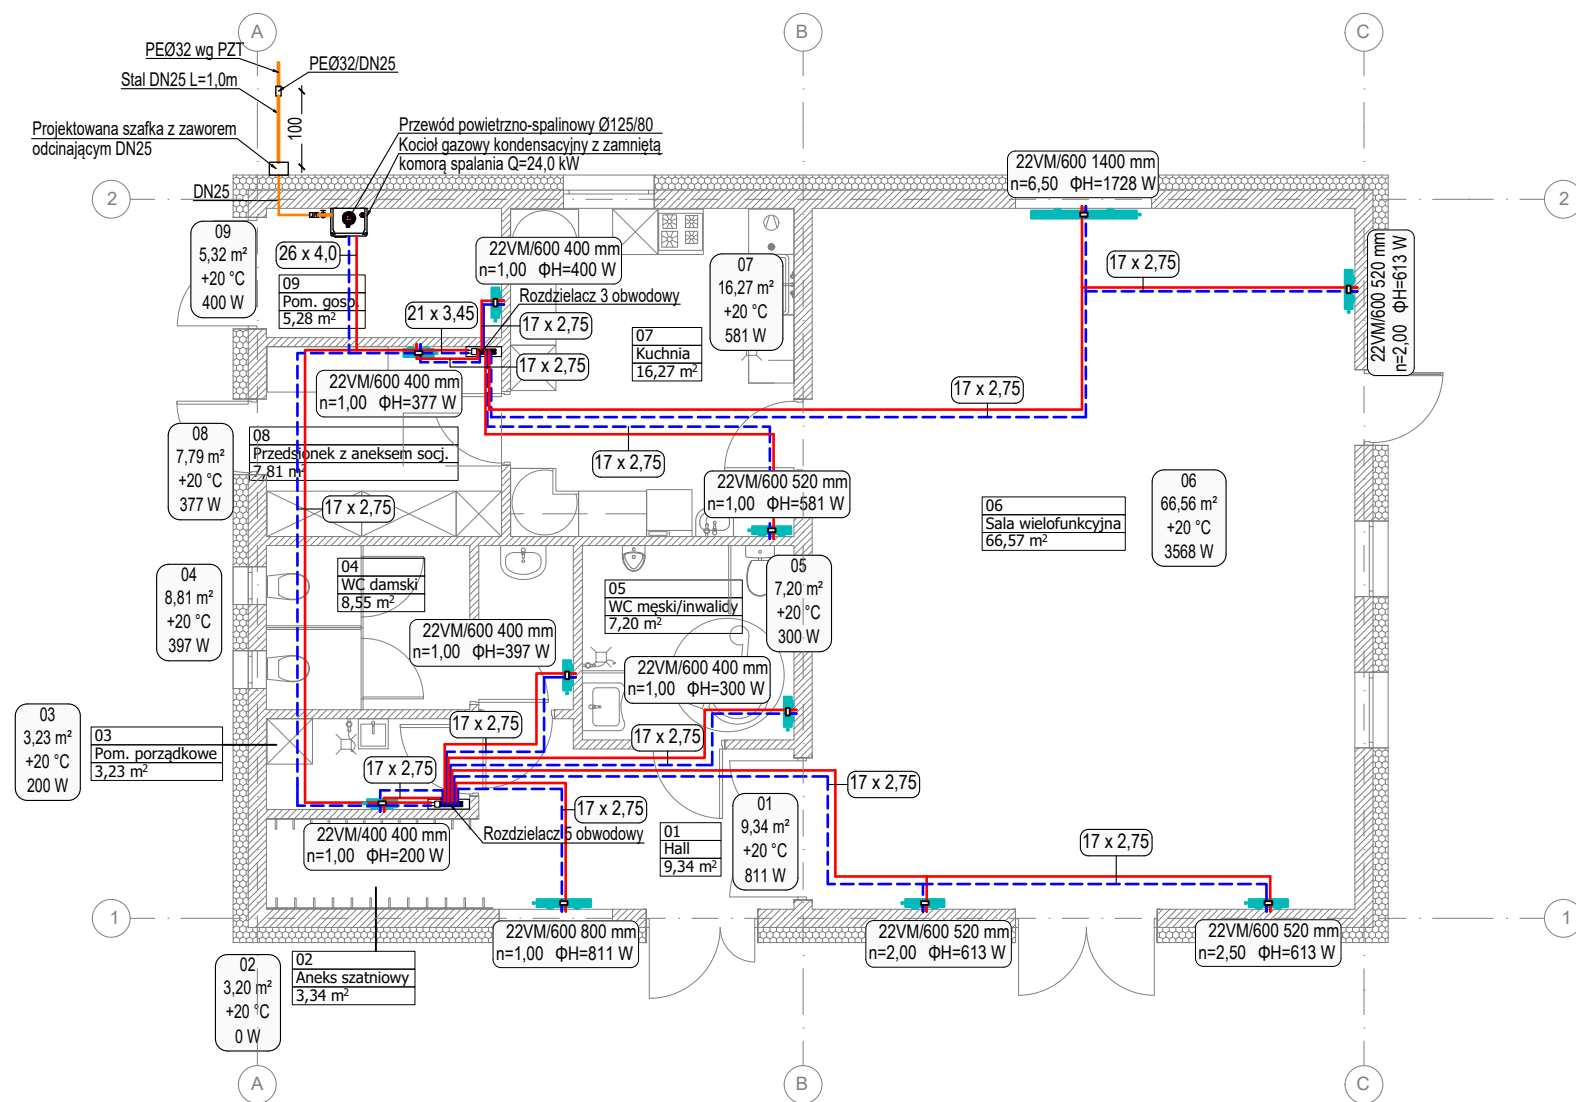 A
B
C
PEØ32 wg PZT
PEØ32/DN25
Stal DN25 L=1,0m
100
Projektowana szafka z zaworem
odcinającym DN25
Przewód powietrzno-spalinowy Ø125/80
Kocioł gazowy kondensacyjny z zamniętą
komorą spalania Q=24,0 kW
DN25
2
2
22VM/600 1400 mm
n=6,50 ΦH=1728 W
09
5,32 m²
+20 °C
400 W
26 x 4,0
09
Pom. gosp.
5,28 m²
22VM/600 400 mm
n=1,00 ΦH=400 W
Rozdzielacz 3 obwodowy
21 x 3,45
17 x 2,75
17 x 2,75
07
16,27 m²
+20 °C
581 W
07
Kuchnia
16,27 m²
17 x 2,75
22VM/600 520 mm
n=2,00 ΦH=613 W
22VM/600 400 mm
n=1,00 ΦH=377 W
17 x 2,75
08
7,79 m²
+20 °C
377 W
08
Przedsionek z aneksem socj.
7,81 m²
17 x 2,75
17 x 2,75
22VM/600 520 mm
n=1,00 ΦH=581 W
06
Sala wielofunkcyjna
66,57 m²
06
66,56 m²
+20 °C
3568 W
04
8,81 m²
+20 °C
397 W
04
WC damski
8,55 m²
05
WC męski/inwalidy
7,20 m²
05
7,20 m²
+20 °C
300 W
22VM/600 400 mm
n=1,00 ΦH=397 W
22VM/600 400 mm
n=1,00 ΦH=300 W
03
3,23 m²
+20 °C
200 W
03
Pom. porządkowe
3,23 m²
17 x 2,75
17 x 2,75
17 x 2,75
17 x 2,75
17 x 2,75
22VM/400 400 mm
n=1,00 ΦH=200 W
Rozdzielacz 5 obwodowy
01
Hall
9,34 m²
01
9,34 m²
+20 °C
811 W
17 x 2,75
1
1
22VM/600 800 mm
n=1,00 ΦH=811 W
22VM/600 520 mm
n=2,00 ΦH=613 W
22VM/600 520 mm
n=2,50 ΦH=613 W
02
3,20 m²
+20 °C
0 W
02
Aneks szatniowy
3,34 m²
A
B
C